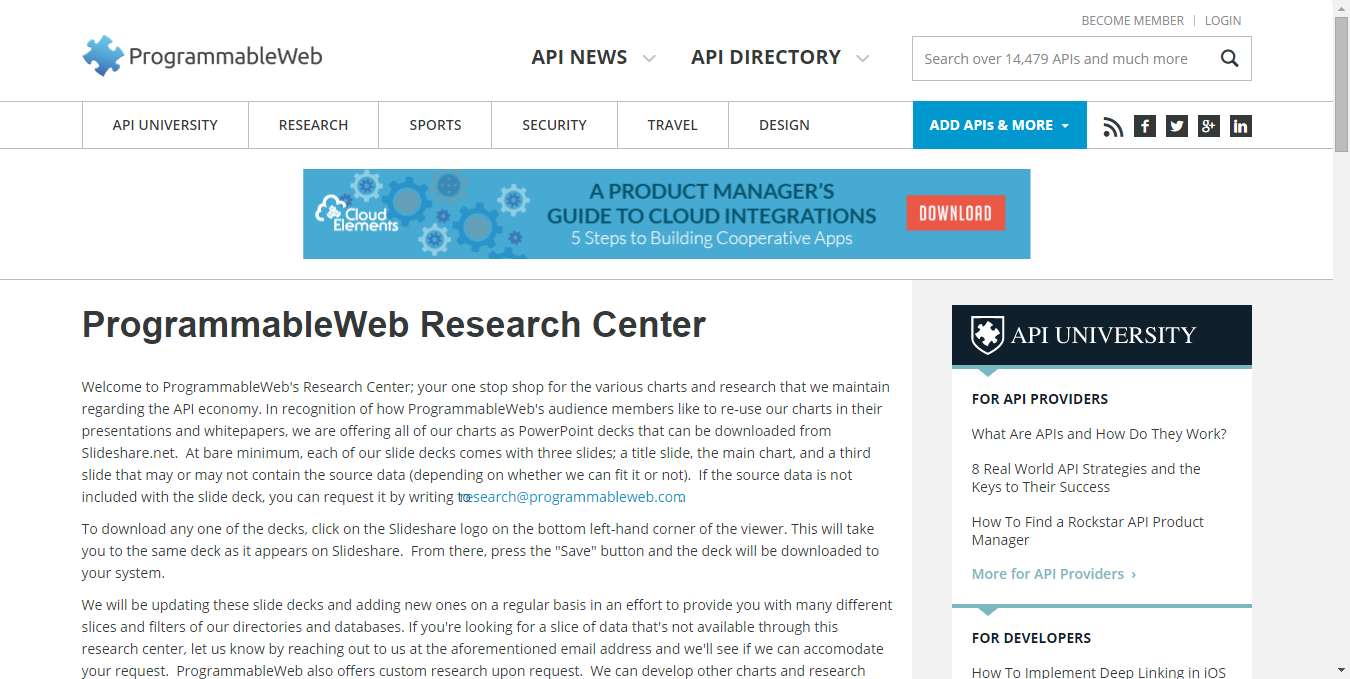 BECOME MEMBER | LOGIN
ProgrammableWeb
API NEWS
API DIRECTORY
Search over 14,479 APIs and much more
API UNIVERSITY
RESEARCH
SPORTS
SECURITY
TRAVEL
DESIGN
ADD APIs & MORE
Cloud
Elements
A PRODUCT MANAGER'S
GUIDE TO CLOUD INTEGRATIONS
5 Steps to Building Cooperative Apps
DOWNLOAD
ProgrammableWeb Research Center
Welcome to ProgrammableWeb's Research Center; your one stop shop for the various charts and research that we maintain
regarding the API economy. In recognition of how ProgrammableWeb's audience members like to re-use our charts in their
presentations and whitepapers, we are offering all of our charts as PowerPoint decks that can be downloaded from
Slideshare.net.  At bare minimum, each of our slide decks comes with three slides; a title slide, the main chart, and a third
slide that may or may not contain the source data (depending on whether we can fit it or not).  If the source data is not
included with the slide deck, you can request it by writing to research@programmableweb.com.
To download any one of the decks, click on the Slideshare logo on the bottom left-hand corner of the viewer. This will take
you to the same deck as it appears on Slideshare.  From there, press the "Save" button and the deck will be downloaded to
your system.
We will be updating these slide decks and adding new ones on a regular basis in an effort to provide you with many different
slices and filters of our directories and databases. If you're looking for a slice of data that's not available through this
research center, let us know by reaching out to us at the aforementioned email address and we'll see if we can accomodate
your request.  ProgrammableWeb also offers custom research upon request.  We can develop other charts and research
API UNIVERSITY
FOR API PROVIDERS
What Are APIs and How Do They Work?
8 Real World API Strategies and the
Keys to Their Success
How To Find a Rockstar API Product
Manager
More for API Providers ›
FOR DEVELOPERS
How To Implement Deep Linking in iOS